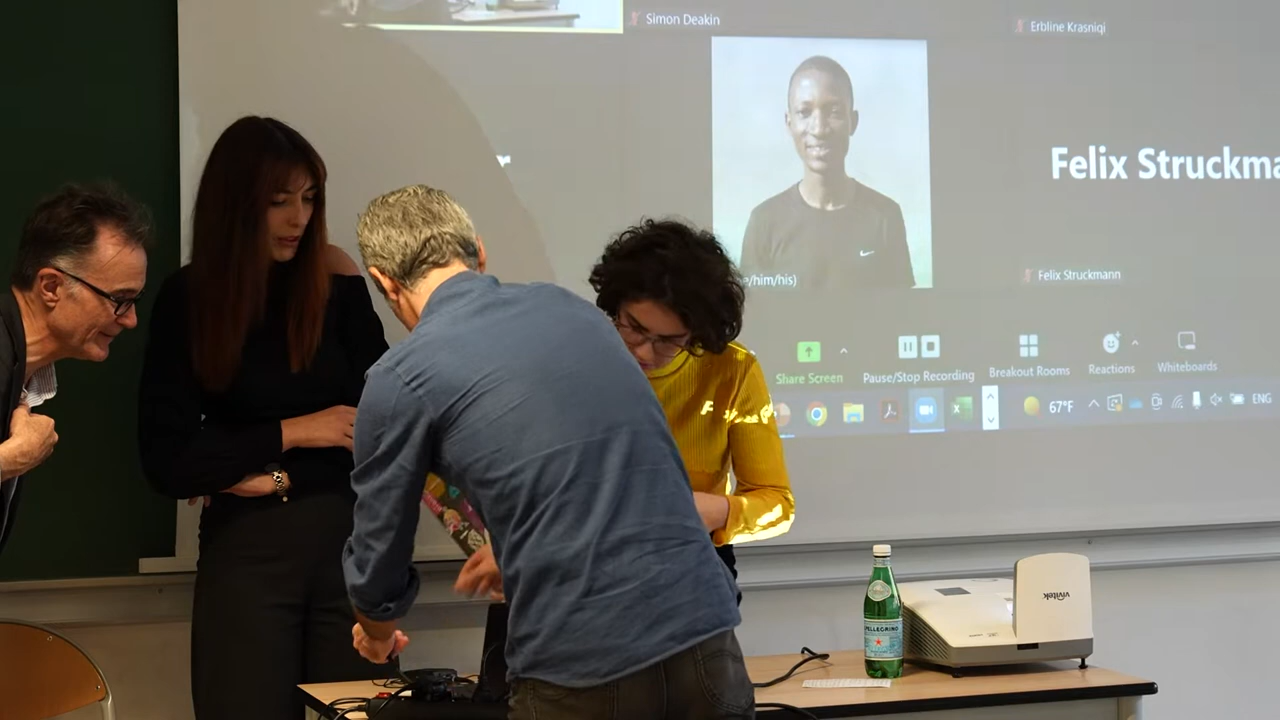 Simon Deakin
Erbline Krasniqi
Felix Struckma
e/him/his)
Felix Struckmann
Share Screen
Pause/Stop Recording
Breakout Rooms
Reactions
Whiteboards
67°F
ENG
vivitek
PELLEGRINO